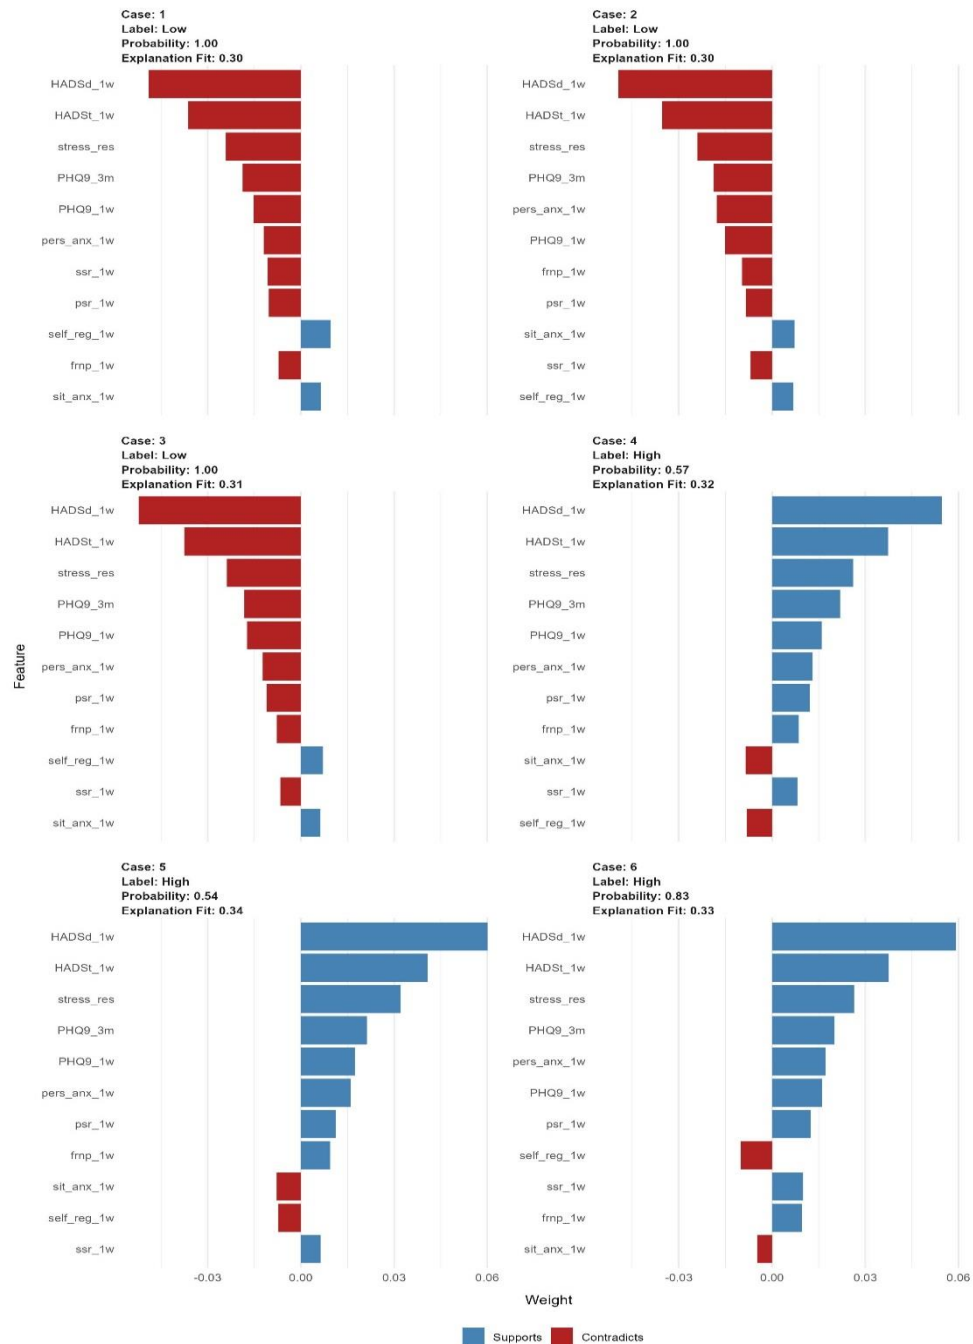 Case: 1
Label: Low
Probability: 1.00
Explanation Fit: 0.30
HADSd_1w
HADSt_1w
stress_res
PHQ9_3m
PHQ9_1w
pers_anx_1w
ssr_1w
psr_1w
self_reg_1w
frnp_1w
sit_anx_1w
Case: 2
Label: Low
Probability: 1.00
Explanation Fit: 0.30
HADSd_1w
HADSt_1w
stress_res
PHQ9_3m
pers_anx_1w
PHQ9_1w
frnp_1w
psr_1w
sit_anx_1w
ssr_1w
self_reg_1w
Feature
Case: 3
Label: Low
Probability: 1.00
Explanation Fit: 0.31
HADSd_1w
HADSt_1w
stress_res
PHQ9_3m
PHQ9_1w
pers_anx_1w
psr_1w
frnp_1w
self_reg_1w
ssr_1w
sit_anx_1w
Case: 4
Label: High
Probability: 0.57
Explanation Fit: 0.32
HADSd_1w
HADSt_1w
stress_res
PHQ9_3m
PHQ9_1w
pers_anx_1w
psr_1w
frnp_1w
sit_anx_1w
ssr_1w
self_reg_1w
Case: 5
Label: High
Probability: 0.54
Explanation Fit: 0.34
HADSd_1w
HADSt_1w
stress_res
PHQ9_3m
PHQ9_1w
pers_anx_1w
psr_1w
frnp_1w
sit_anx_1w
self_reg_1w
ssr_1w
-0.03 0.00 0.03 0.06
Case: 6
Label: High
Probability: 0.83
Explanation Fit: 0.33
HADSd_1w
HADSt_1w
stress_res
PHQ9_3m
pers_anx_1w
PHQ9_1w
psr_1w
self_reg_1w
ssr_1w
frnp_1w
sit_anx_1w
-0.03 0.00 0.03 0.06
Weight
Supports Contradicts